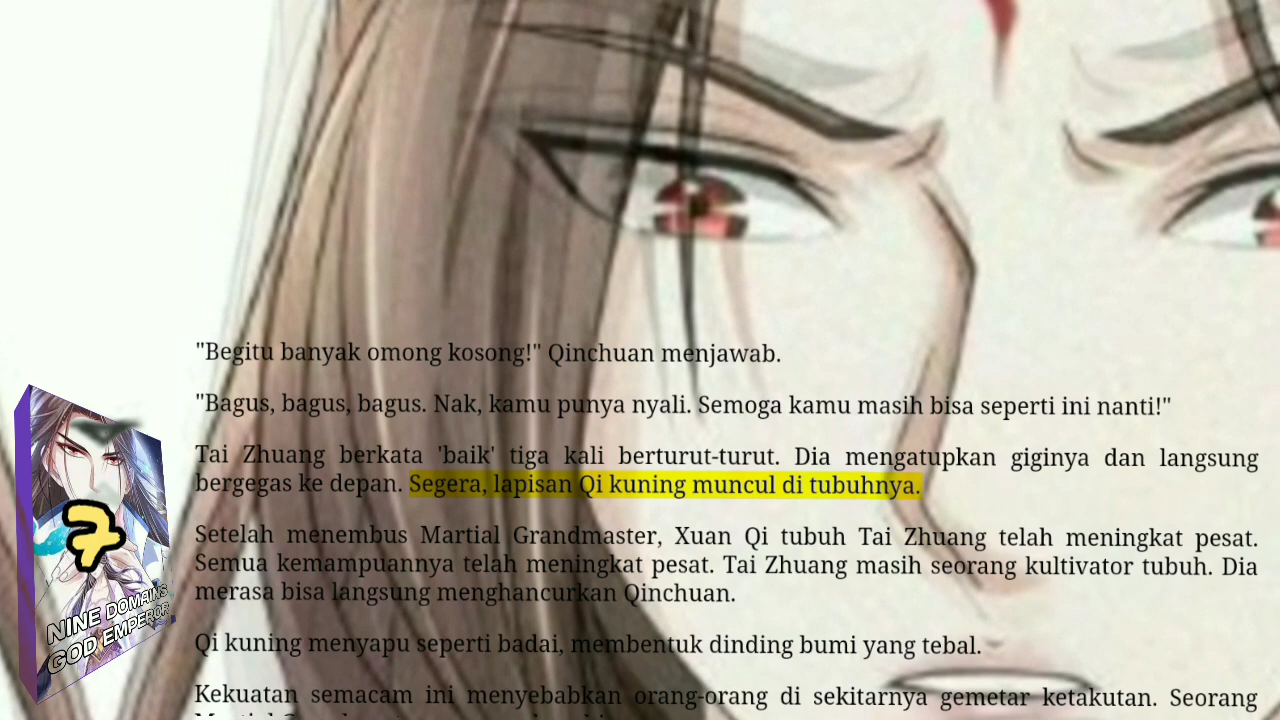 "Begitu banyak omong kosong!" Qinchuan menjawab.
"Bagus, bagus, bagus. Nak, kamu punya nyali. Semoga kamu masih bisa seperti ini nanti!"
Tai Zhuang berkata 'baik' tiga kali berturut-turut. Dia mengatupkan giginya dan langsung
bergegas ke depan. Segera, lapisan Qi kuning muncul di tubuhnya.
Setelah menembus Martial Grandmaster, Xuan Qi tubuh Tai Zhuang telah meningkat pesat.
Semua kemampuannya telah meningkat pesat. Tai Zhuang masih seorang kultivator tubuh. Dia
merasa bisa langsung menghancurkan Qinchuan.
Qi kuning menyapu seperti badai, membentuk dinding bumi yang tebal.
Kekuatan semacam ini menyebabkan orang-orang di sekitarnya gemetar ketakutan. Seorang
7
NINE DOMAINS
GOD EMPEROR